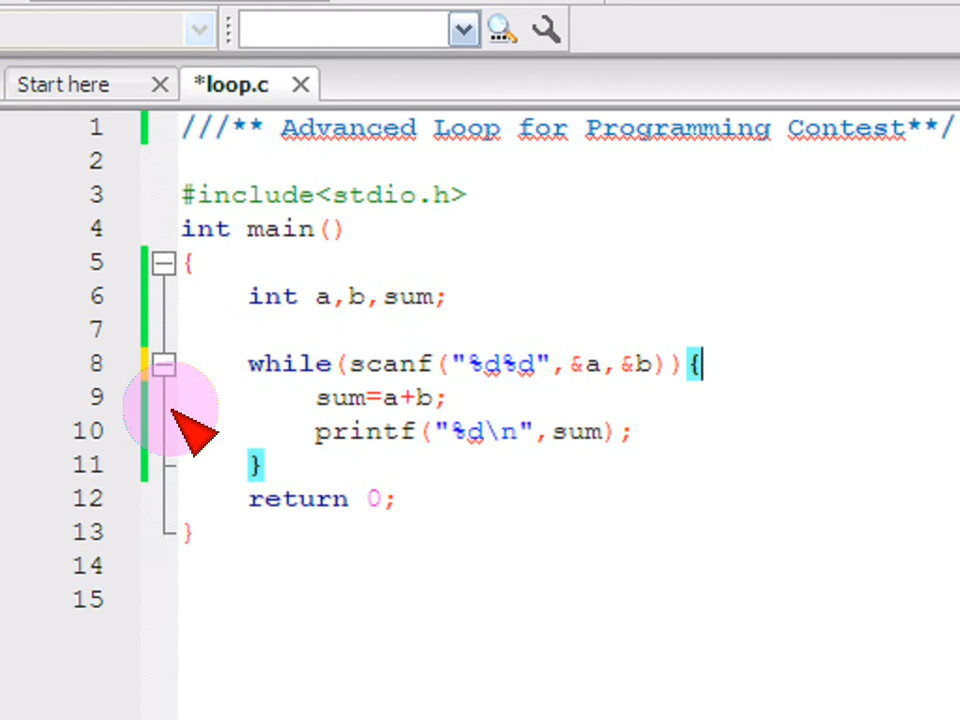 Start here
*loop.c
1 ///** Advanced Loop for Programming Contest**/
2
3 #include<stdio.h>
4 int main()
5 {
6 int a,b,sum;
7
8 while(scanf("%d%d",&a,&b)){
9 sum=a+b;
10 printf("%d\n",sum);
11 }
12 return 0;
13 }
14
15